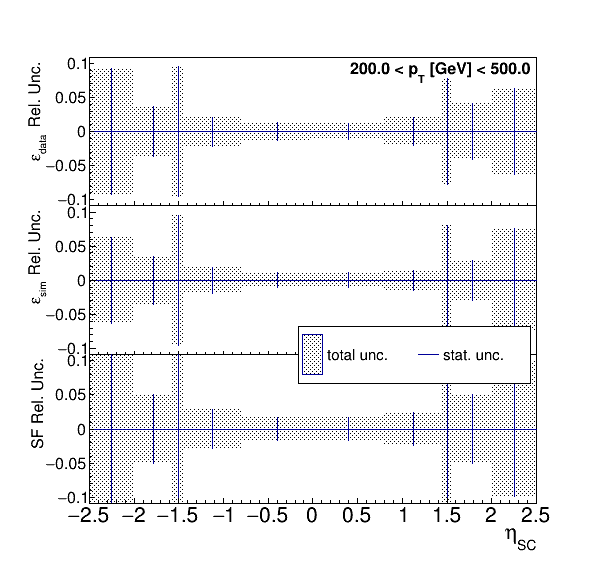 200.0 < p_T [GeV] < 500.0
ε_data Rel. Unc.
0.1
0.05
0
−0.05
−0.1
ε_sim Rel. Unc.
0.1
0.05
0
−0.05
−0.1
total unc.
stat. unc.
SF Rel. Unc.
0.1
0.05
0
−0.05
−0.1
−2.5 −2 −1.5 −1 −0.5 0 0.5 1 1.5 2 2.5
η_SC